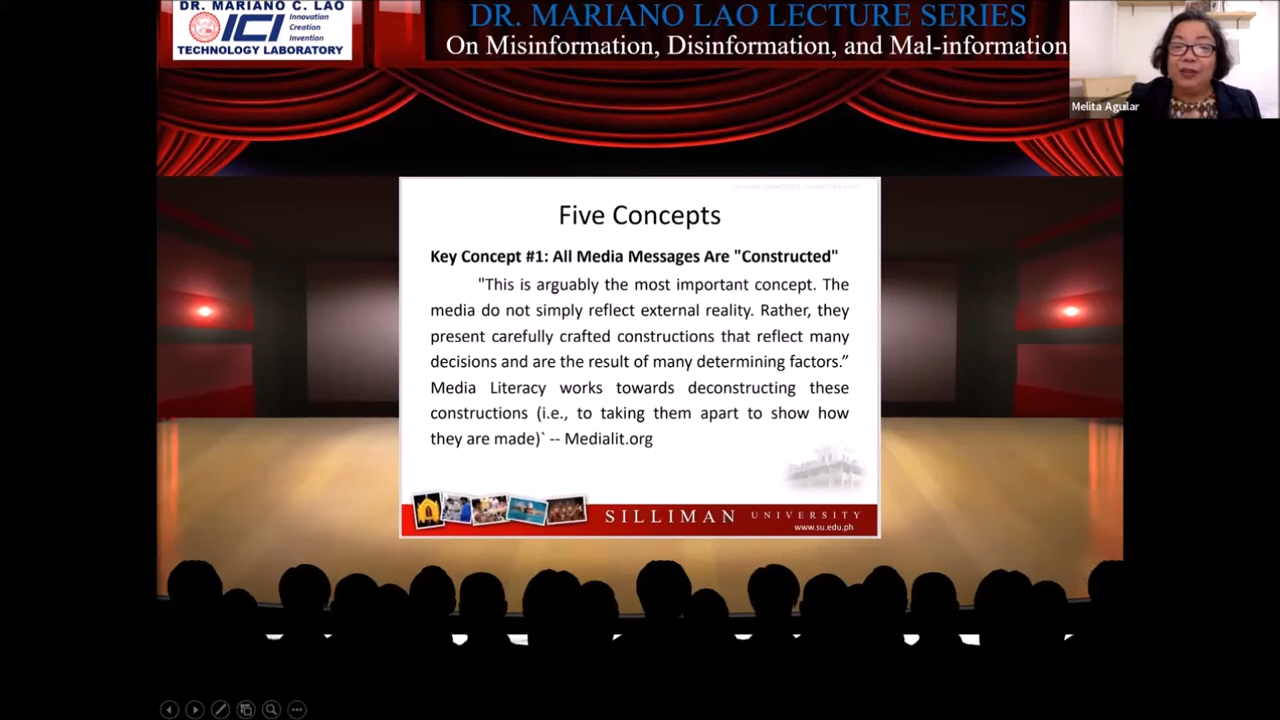 DR. MARIANO C. LAO
ICI
Innovation
Creation
Invention
TECHNOLOGY LABORATORY
DR. MARIANO LAO LECTURE SERIES
On Misinformation, Disinformation, and Mal-information
Melita Aguilar
Five Concepts
Key Concept #1: All Media Messages Are "Constructed"
"This is arguably the most important concept. The
media do not simply reflect external reality. Rather, they
present carefully crafted constructions that reflect many
decisions and are the result of many determining factors.”
Media Literacy works towards deconstructing these
constructions (i.e., to taking them apart to show how
they are made)` -- Medialit.org
SILLIMAN UNIVERSITY
www.su.edu.ph